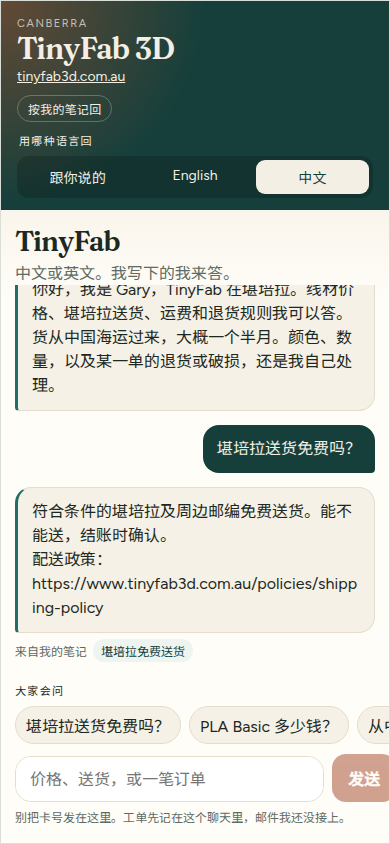 CANBERRA
TinyFab 3D
tinyfab3d.com.au
按我的笔记回
用哪种语言回
跟你说的
English
中文
TinyFab
中文或英文。我写下的我来答。
你好，我是 Gary，TinyFab 在堪培拉。线材价
格、堪培拉送货、运费和退货规则我可以答。
货从中国海运过来，大概一个半月。颜色、数
量，以及某一单的退货或破损，还是我自己处
理。
堪培拉送货免费吗？
符合条件的堪培拉及周边邮编免费送货。能不
能送，结账时确认。
配送政策：
https://www.tinyfab3d.com.au/policies/shipp
ing-policy
来自我的笔记
堪培拉免费送货
大家会问
堪培拉送货免费吗？
PLA Basic 多少钱？
从
价格、送货，或一笔订单
发送
别把卡号发在这里。工单先记在这个聊天里，邮件我还没接上。